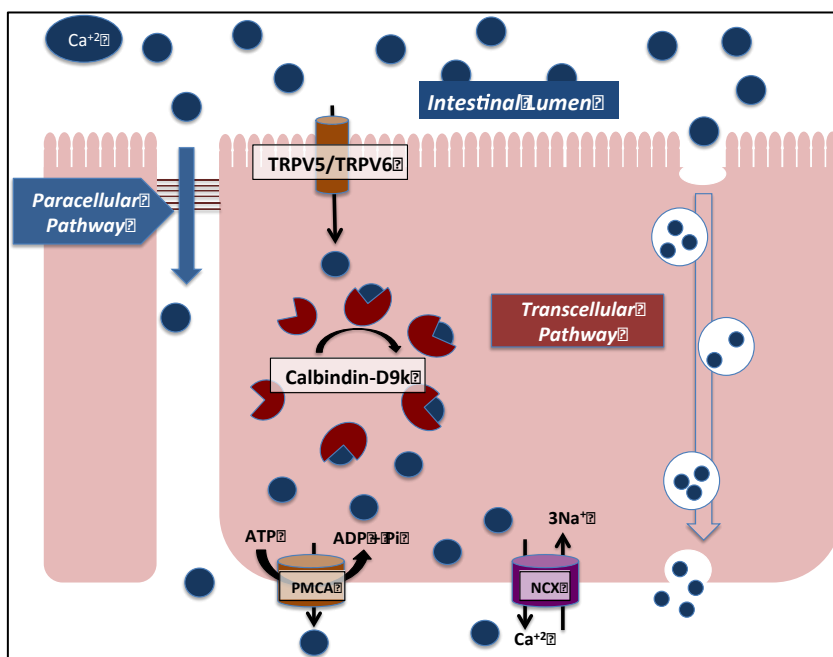 Ca⁺²
Intestinal Lumen
TRPV5/TRPV6
Paracellular
Pathway
Transcellular
Pathway
Calbindin-D9k
ATP
ADP + Pi
3Na⁺
PMCA
NCX
Ca⁺²